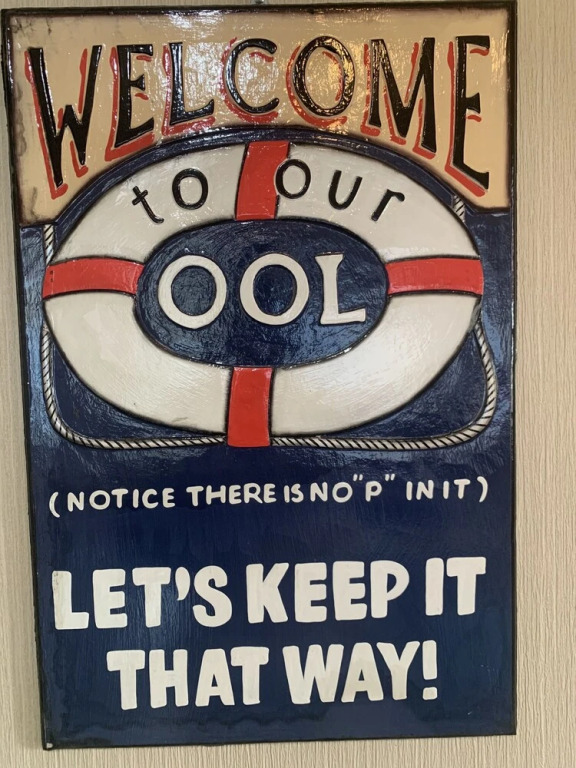 WELCOME
to our
OOL
(NOTICE THERE IS NO "P" IN IT)
LET'S KEEP IT
THAT WAY!